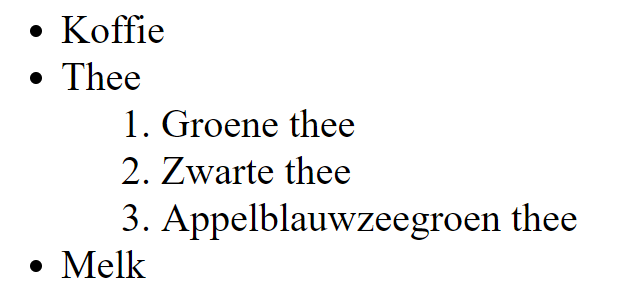 • Koffie
• Thee
1. Groene thee
2. Zwarte thee
3. Appelblauwzeegroen thee
• Melk